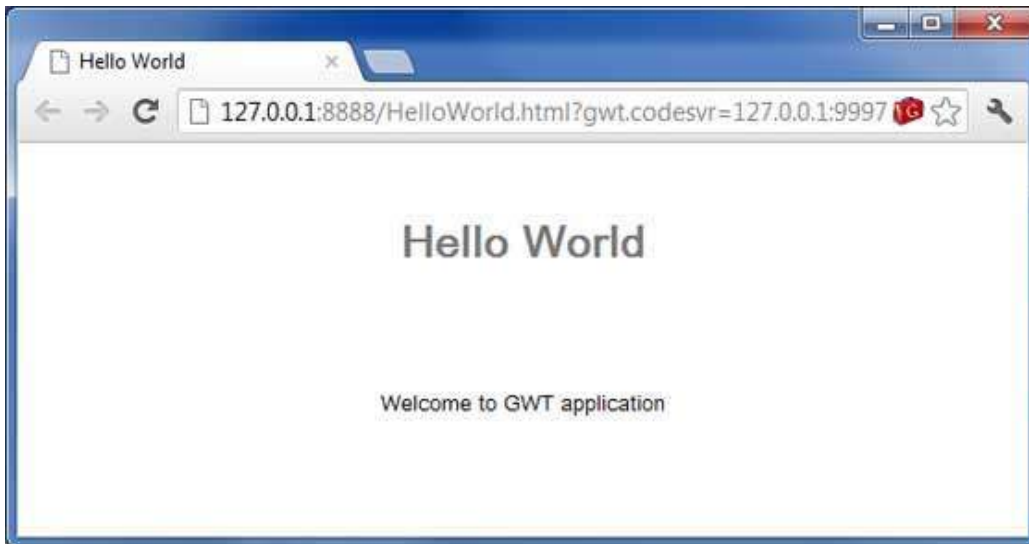 Hello World
127.0.0.1:8888/HelloWorld.html?gwt.codesvr=127.0.0.1:9997
Hello World
Welcome to GWT application